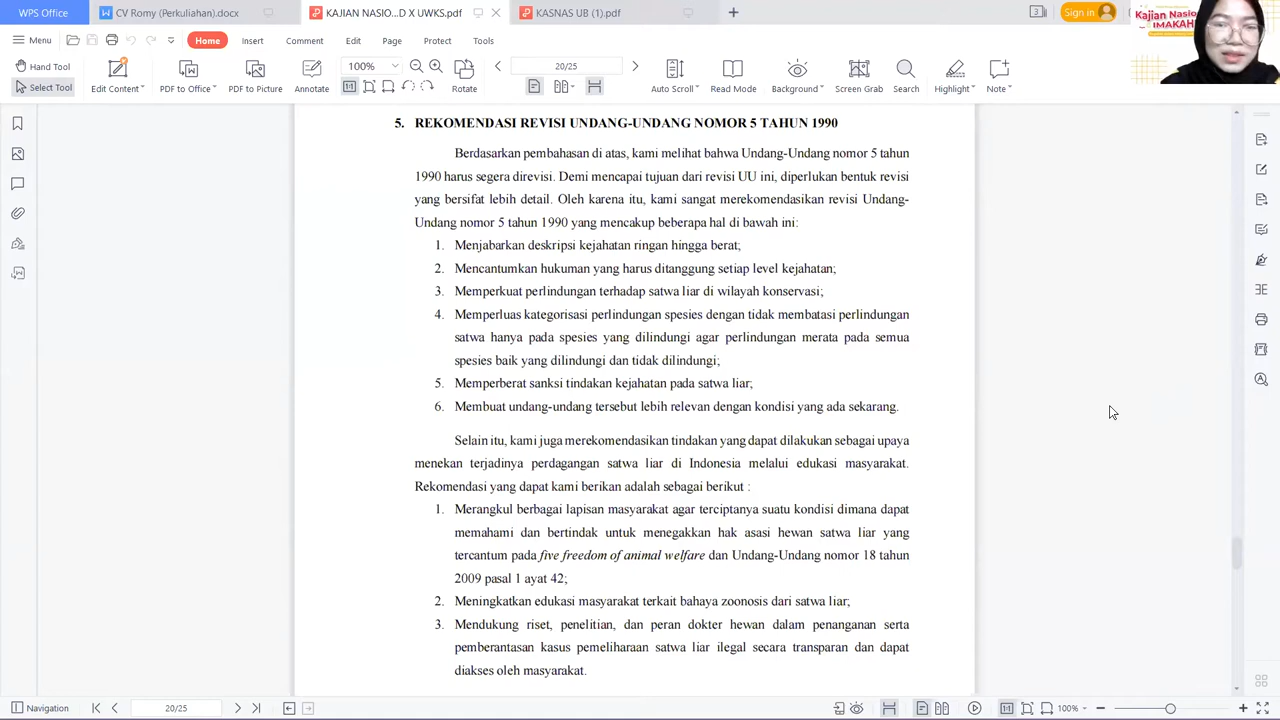 WPS Office
CV Romy (Perkuliahan).docx
KAJIAN NASIO...D X UWKS.pdf
KASNAS UB (1).pdf
Sign in
Kajian Nasio
IMAKAHI
Menu
Home
Insert
Comment
Edit
Page
Protect
Tools
Hand Tool
Select Tool
Edit Content
PDP to Office
PDF to Picture
Annotate
100%
Rotate
20/25
Auto Scroll
Read Mode
Background
Screen Grab
Search
Highlight
Note
5. REKOMENDASI REVISI UNDANG-UNDANG NOMOR 5 TAHUN 1990
Berdasarkan pembahasan di atas, kami melihat bahwa Undang-Undang nomor 5 tahun
1990 harus segera direvisi. Demi mencapai tujuan dari revisi UU ini, diperlukan bentuk revisi
yang bersifat lebih detail. Oleh karena itu, kami sangat merekomendasikan revisi Undang-
Undang nomor 5 tahun 1990 yang mencakup beberapa hal di bawah ini:
1. Menjabarkan deskripsi kejahatan ringan hingga berat;
2. Mencantumkan hukuman yang harus ditanggung setiap level kejahatan;
3. Memperkuat perlindungan terhadap satwa liar di wilayah konservasi;
4. Memperluas kategorisasi perlindungan spesies dengan tidak membatasi perlindungan
satwa hanya pada spesies yang dilindungi agar perlindungan merata pada semua
spesies baik yang dilindungi dan tidak dilindungi;
5. Memperberat sanksi tindakan kejahatan pada satwa liar;
6. Membuat undang-undang tersebut lebih relevan dengan kondisi yang ada sekarang.
Selain itu, kami juga merekomendasikan tindakan yang dapat dilakukan sebagai upaya
menekan terjadinya perdagangan satwa liar di Indonesia melalui edukasi masyarakat.
Rekomendasi yang dapat kami berikan adalah sebagai berikut :
1. Merangkul berbagai lapisan masyarakat agar terciptanya suatu kondisi dimana dapat
memahami dan bertindak untuk menegakkan hak asasi hewan satwa liar yang
tercantum pada five freedom of animal welfare dan Undang-Undang nomor 18 tahun
2009 pasal 1 ayat 42;
2. Meningkatkan edukasi masyarakat terkait bahaya zoonosis dari satwa liar;
3. Mendukung riset, penelitian, dan peran dokter hewan dalam penanganan serta
pemberantasan kasus pemeliharaan satwa liar ilegal secara transparan dan dapat
diakses oleh masyarakat.
Navigation
20/25
100%